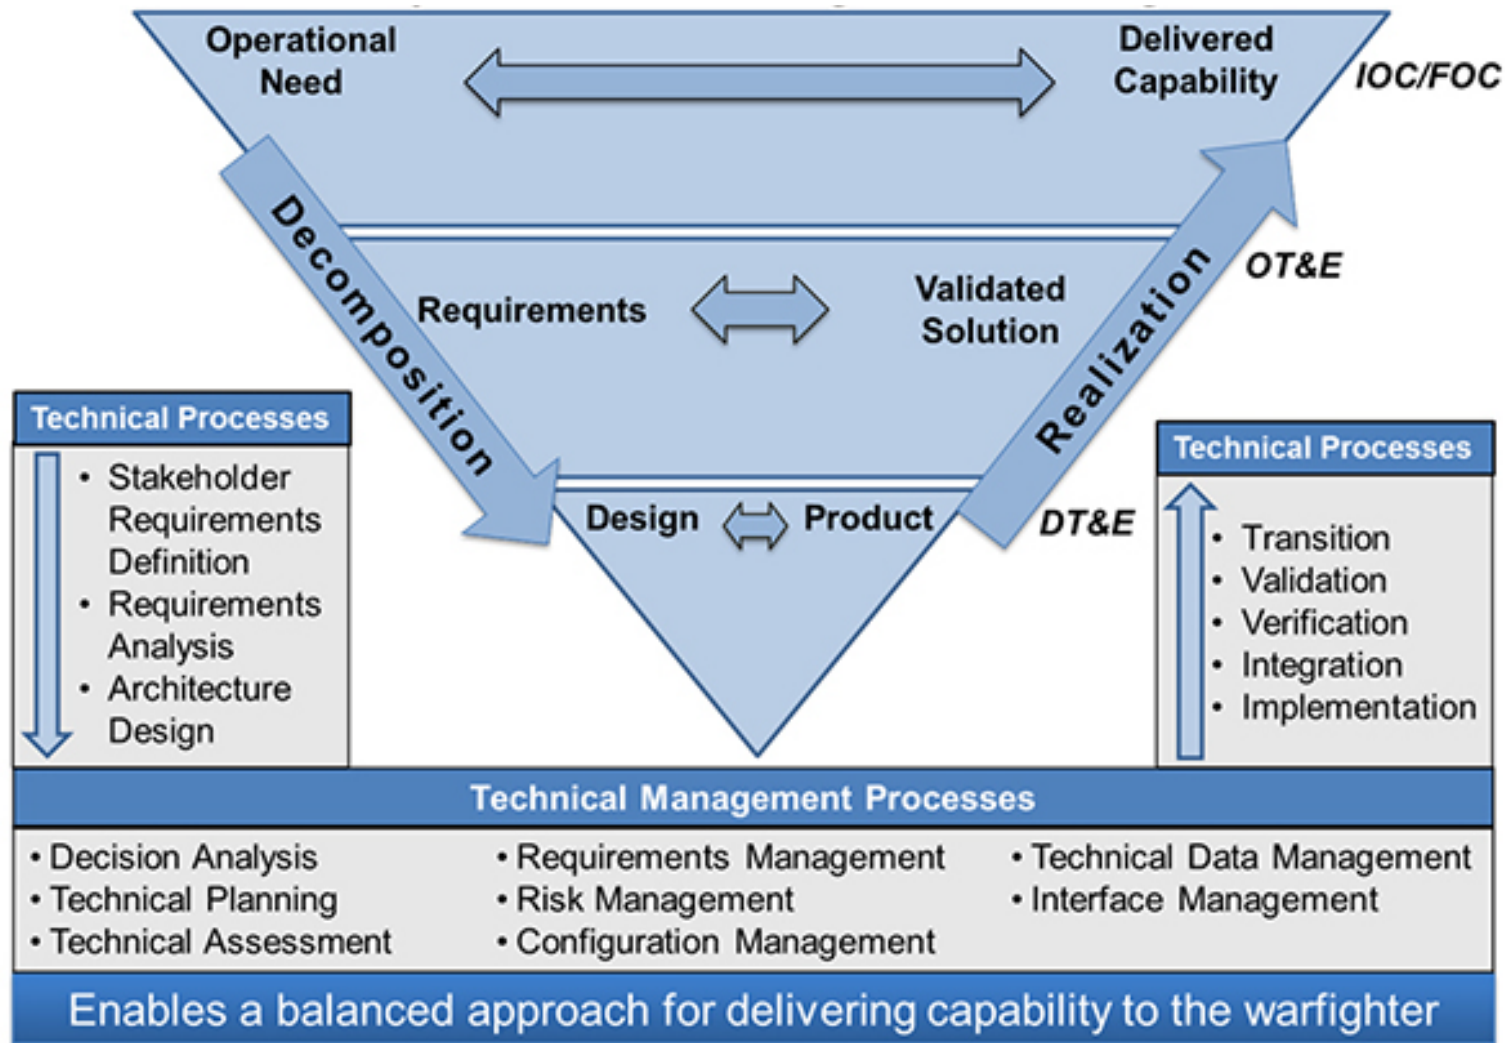 Operational
Need
Delivered
Capability
IOC/FOC
Decomposition
Realization
OT&E
Requirements
Validated
Solution
Design
Product
DT&E
Technical Processes
• Stakeholder
Requirements
Definition
• Requirements
Analysis
• Architecture
Design
Technical Processes
• Transition
• Validation
• Verification
• Integration
• Implementation
Technical Management Processes
• Decision Analysis
• Technical Planning
• Technical Assessment
• Requirements Management
• Risk Management
• Configuration Management
• Technical Data Management
• Interface Management
Enables a balanced approach for delivering capability to the warfighter